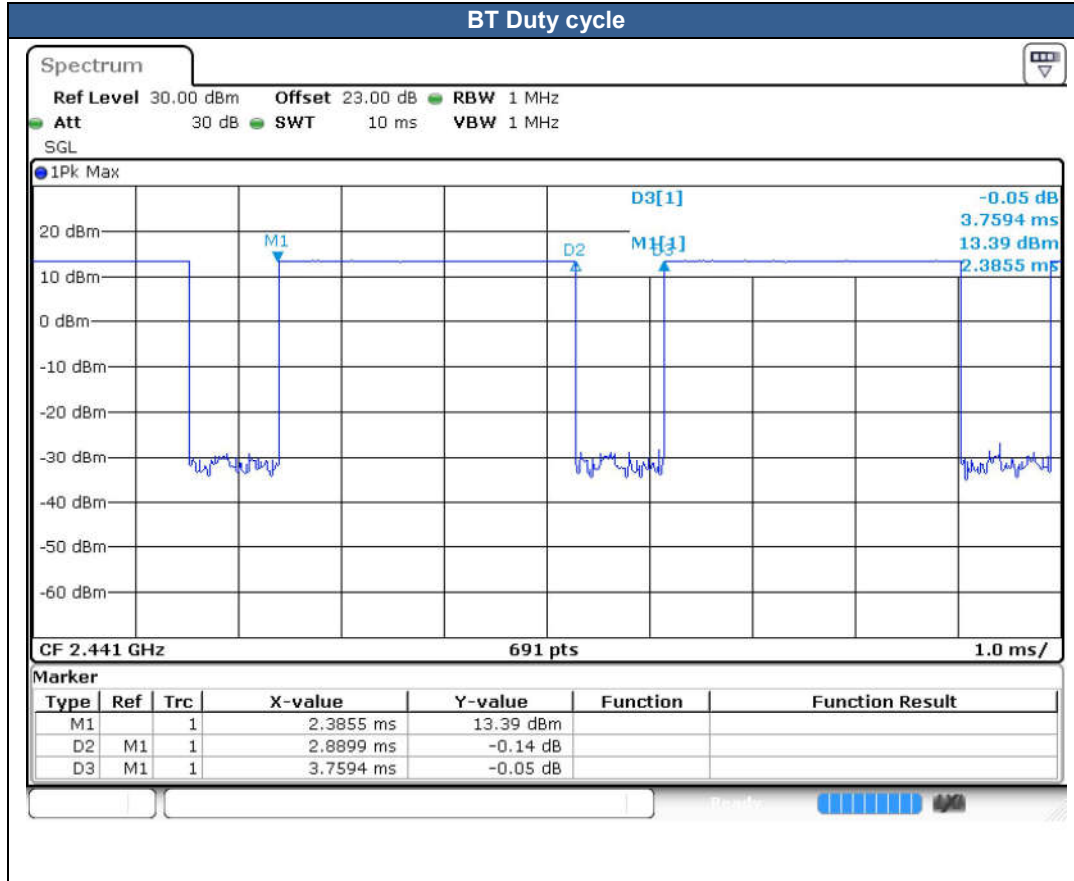 BT Duty cycle
Spectrum
Ref Level 30.00 dBm Offset 23.00 dB RBW 1 MHz
Att 30 dB SWT 10 ms VBW 1 MHz
SGL
1Pk Max
D3[1] -0.05 dB
3.7594 ms
M1[1] 13.39 dBm
2.3855 ms
M1 D2 D3
20 dBm
10 dBm
0 dBm
-10 dBm
-20 dBm
-30 dBm
-40 dBm
-50 dBm
-60 dBm
CF 2.441 GHz 691 pts 1.0 ms/
Marker
Type Ref Trc X-value Y-value Function Function Result
M1 1 2.3855 ms 13.39 dBm
D2 M1 1 2.8899 ms -0.14 dB
D3 M1 1 3.7594 ms -0.05 dB
Ready